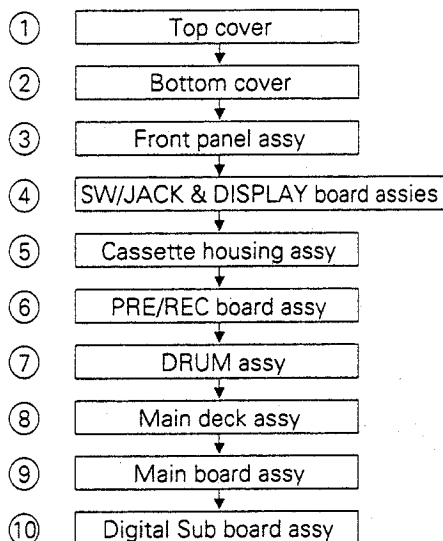 ① Top cover
② Bottom cover
③ Front panel assy
④ SW/JACK & DISPLAY board assies
⑤ Cassette housing assy
⑥ PRE/REC board assy
⑦ DRUM assy
⑧ Main deck assy
⑨ Main board assy
⑩ Digital Sub board assy